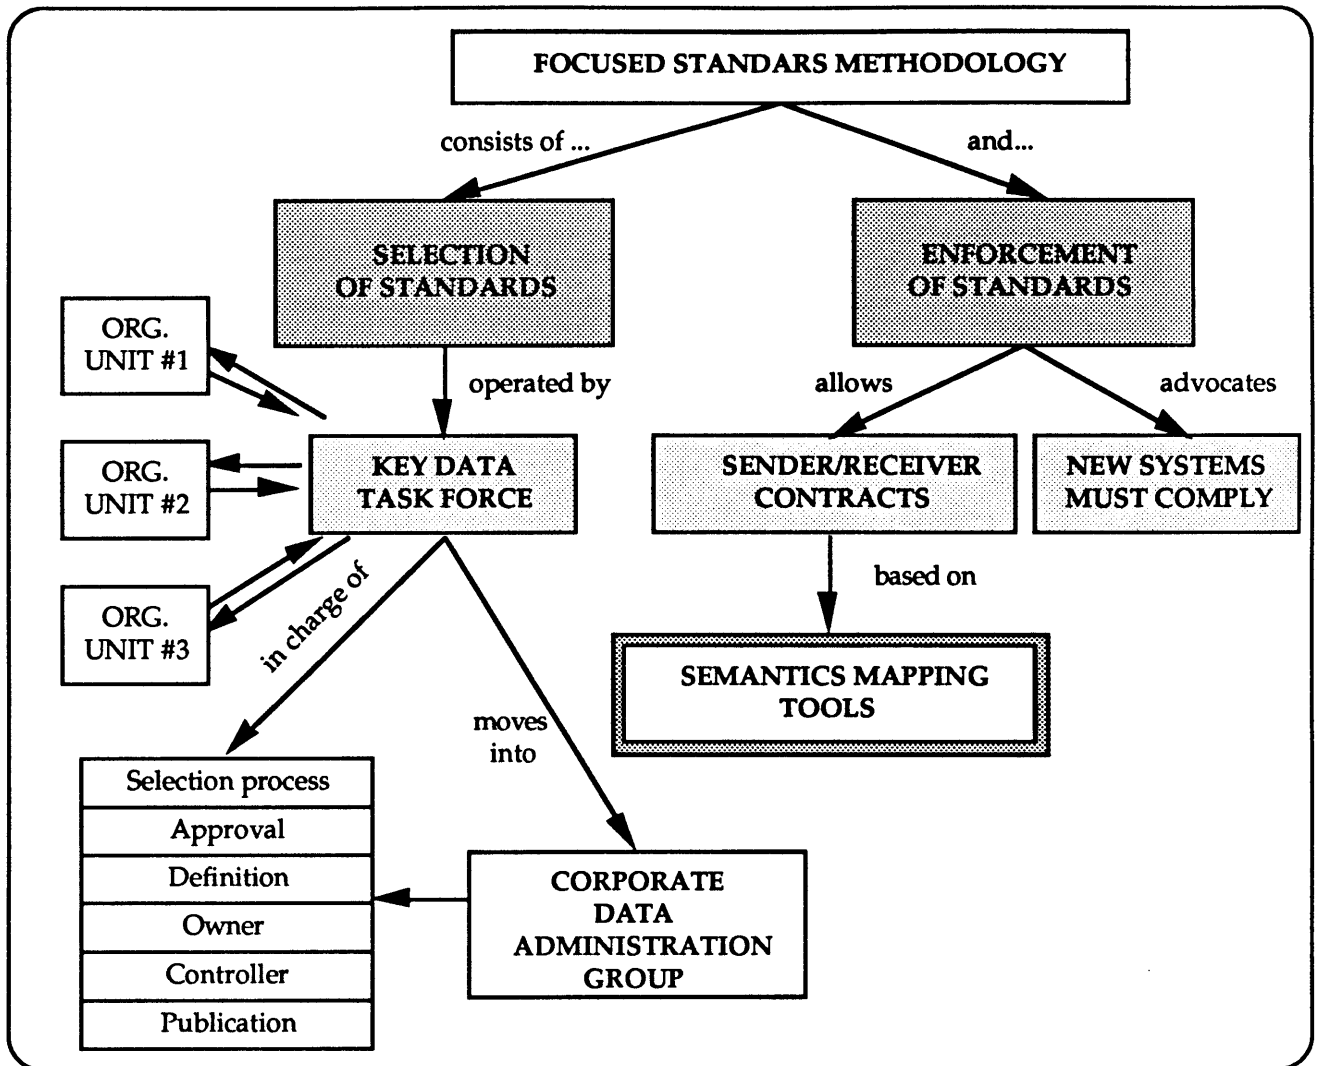 FOCUSED STANDARS METHODOLOGY
consists of ...
and...
SELECTION
OF STANDARDS
ENFORCEMENT
OF STANDARDS
ORG.
UNIT #1
operated by
allows
advocates
ORG.
UNIT #2
KEY DATA
TASK FORCE
SENDER/RECEIVER
CONTRACTS
NEW SYSTEMS
MUST COMPLY
ORG.
UNIT #3
in charge of
based on
SEMANTICS MAPPING
TOOLS
moves
into
Selection process
Approval
Definition
Owner
Controller
Publication
CORPORATE
DATA
ADMINISTRATION
GROUP